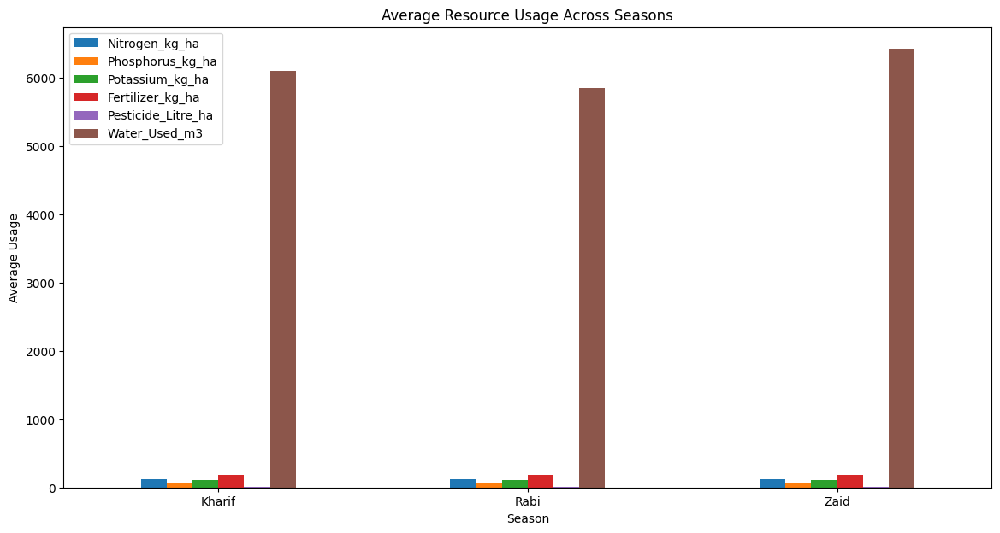 Average Resource Usage Across Seasons
Nitrogen_kg_ha
Phosphorus_kg_ha
Potassium_kg_ha
Fertilizer_kg_ha
Pesticide_Litre_ha
Water_Used_m3
Average Usage
6000
5000
4000
3000
2000
1000
0
Kharif
Rabi
Zaid
Season